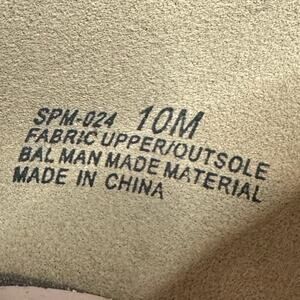 SPM-024 10M
FABRIC UPPER/OUTSOLE
BAL MAN MADE MATERIAL
MADE IN CHINA